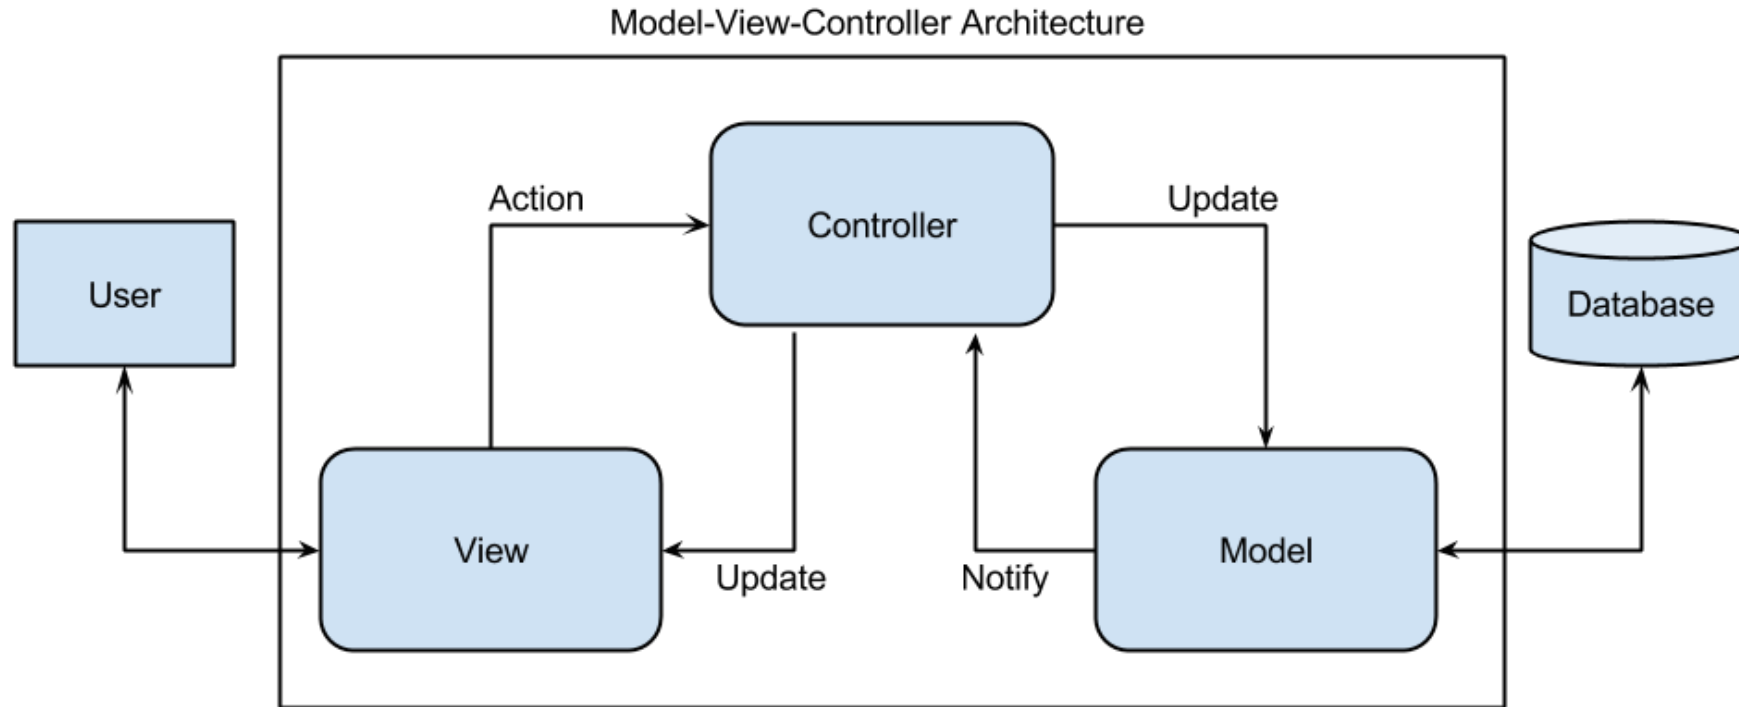 Model-View-Controller Architecture
Action
Controller
Update
User
Database
View
Update
Notify
Model